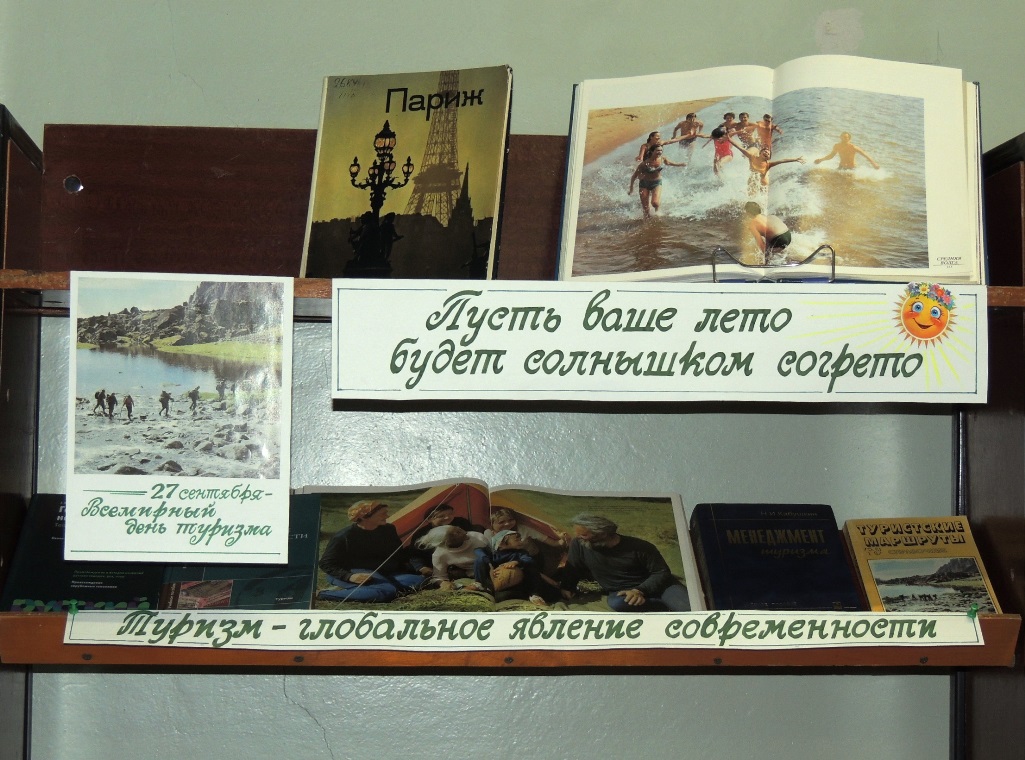 Париж
Пусть ваше лето
будет солнышком согрето
27 сентября-
Всемирный
день туризма
МЕНЕДЖМЕНТ
туризма
ТУРИСТСКИЕ
МАРШРУТЫ
Туризм - глобальное явление современности